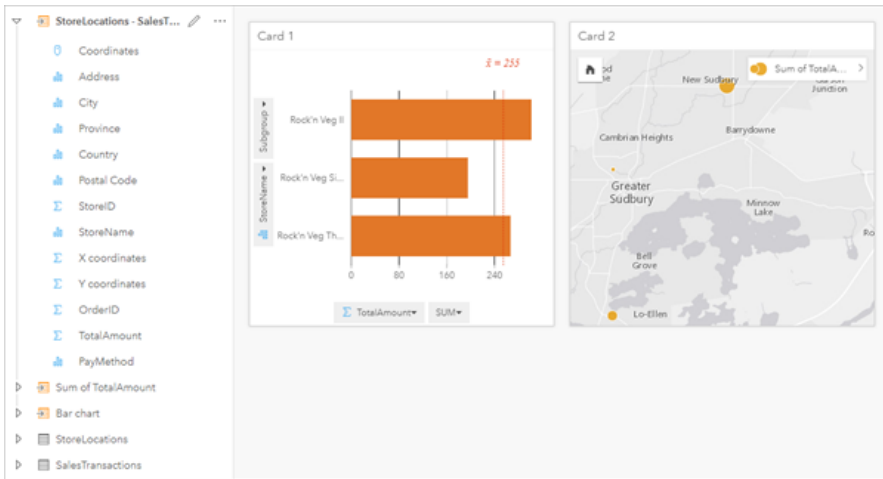 StoreLocations - SalesT...
Coordinates
Address
City
Province
Country
Postal Code
StoreID
StoreName
X coordinates
Y coordinates
OrderID
TotalAmount
PayMethod
Sum of TotalAmount
Bar chart
StoreLocations
SalesTransactions
Card 1
x̄ = 255
Subgroup
StoreName
Rock'n Veg II
Rock'n Veg Si...
Rock'n Veg Th...
0 80 160 240
TotalAmount
SUM
Card 2
Sum of TotalA...
New Sudbury
Junction
Cambrian Heights
Barrydowne
Greater
Sudbury
Minnow
Lake
Ro
Bell
Grove
Lo-Ellen